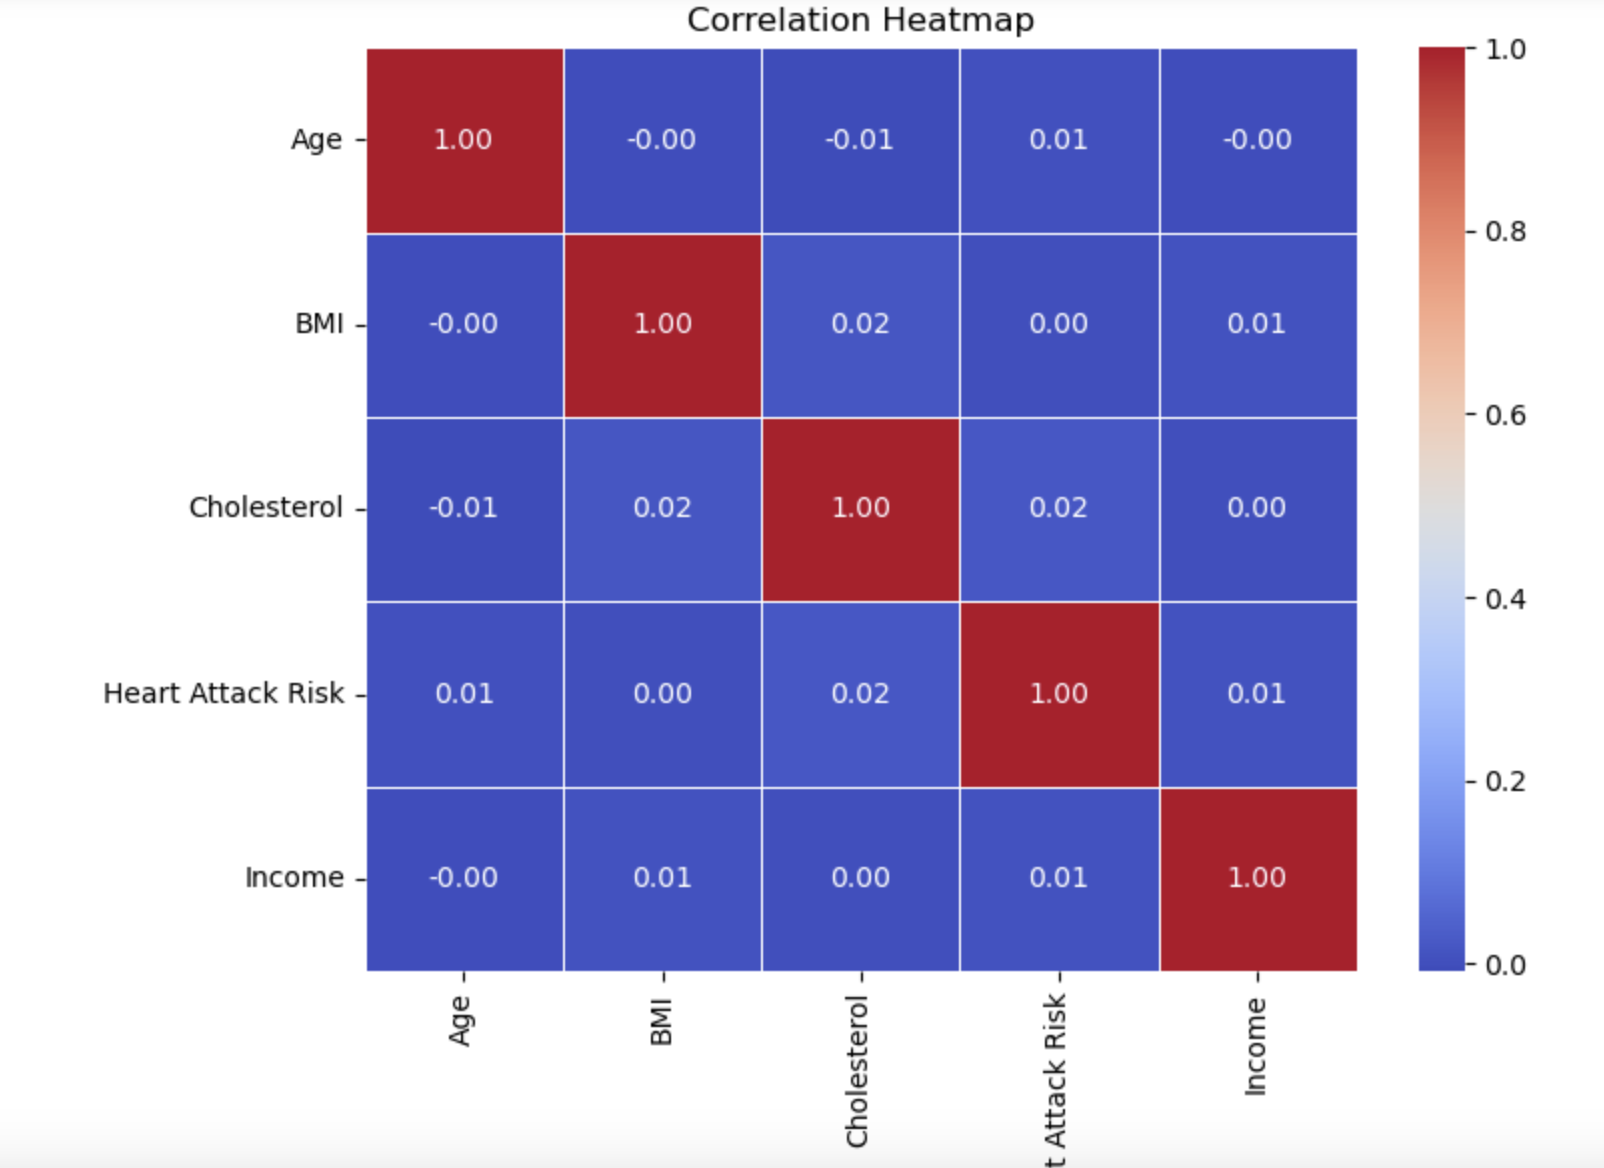 Correlation Heatmap
Age
1.00 -0.00 -0.01 0.01 -0.00
BMI
-0.00 1.00 0.02 0.00 0.01
Cholesterol
-0.01 0.02 1.00 0.02 0.00
Heart Attack Risk
0.01 0.00 0.02 1.00 0.01
Income
-0.00 0.01 0.00 0.01 1.00
Age
BMI
Cholesterol
t Attack Risk
Income
1.0
0.8
0.6
0.4
0.2
0.0